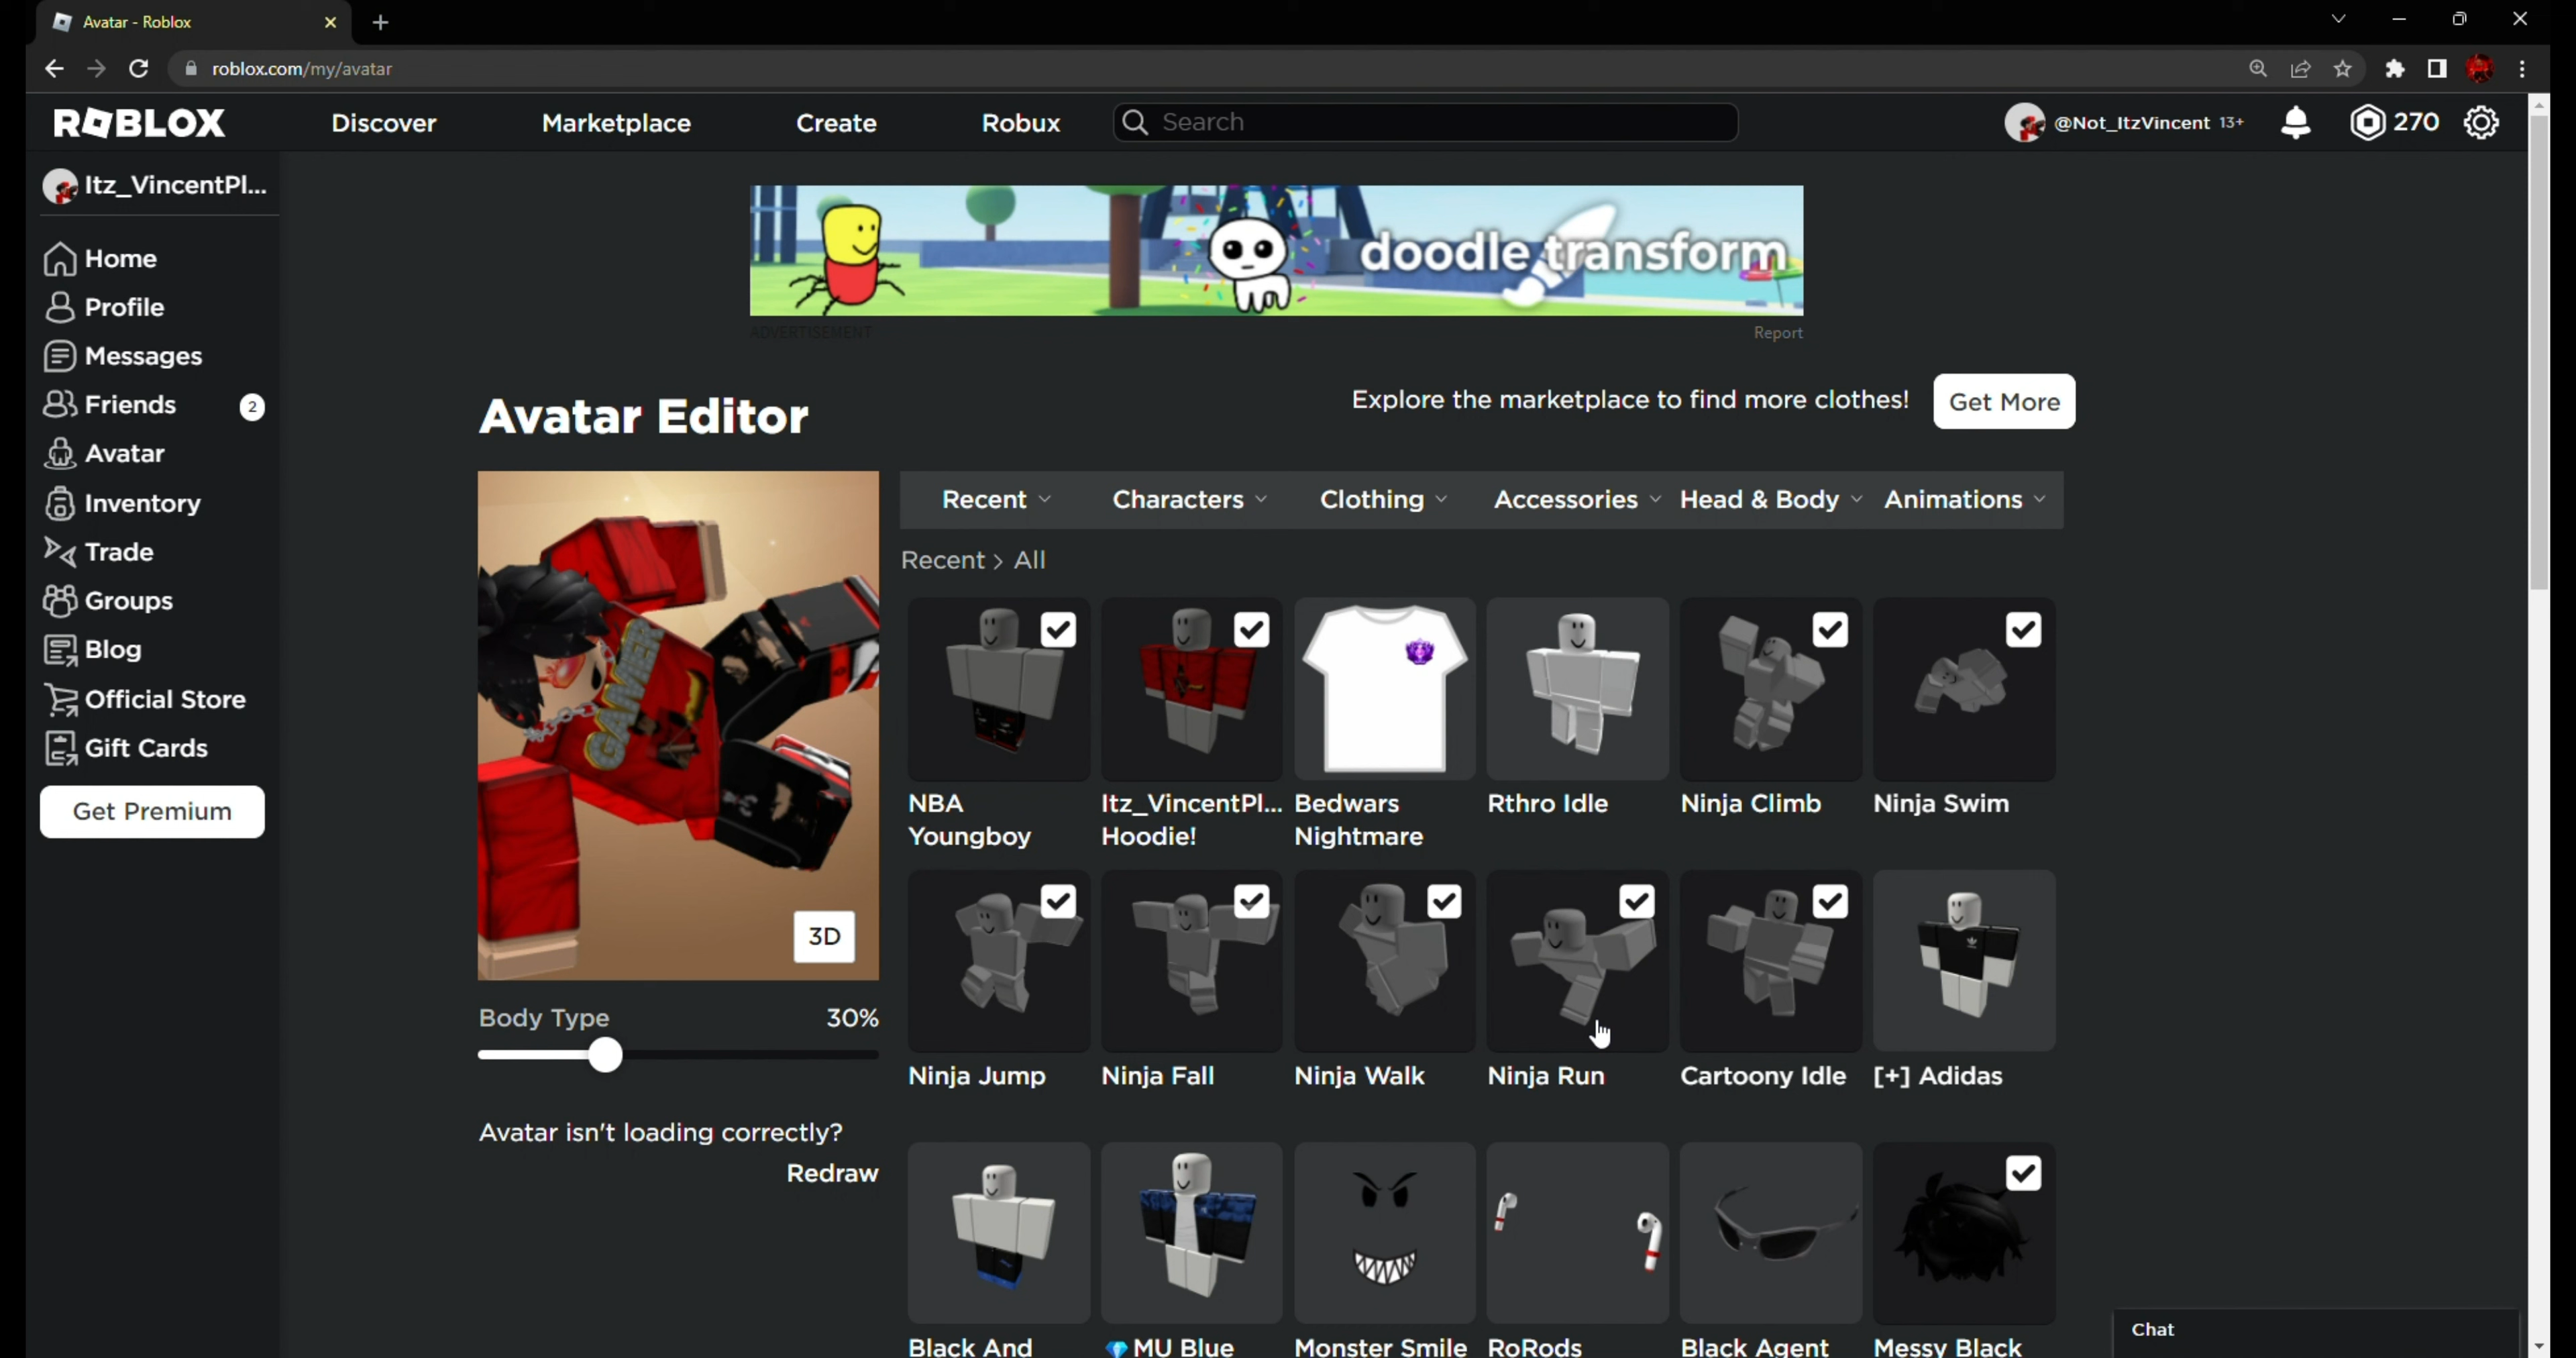 Avatar - Roblox
roblox.com/my/avatar
ROBLOX
Discover
Marketplace
Create
Robux
Search
@Not_ItzVincent 13+
270
Itz_VincentPl...
Home
Profile
Messages
Friends
2
Avatar
Inventory
Trade
Groups
Blog
Official Store
Gift Cards
Get Premium
doodle transform
ADVERTISEMENT
Report
Avatar Editor
Explore the marketplace to find more clothes!
Get More
GAMER
3D
Body Type
30%
Avatar isn't loading correctly?
Redraw
Recent
Characters
Clothing
Accessories
Head & Body
Animations
Recent > All
NBA
Youngboy
Itz_VincentPl...
Hoodie!
Bedwars
Nightmare
Rthro Idle
Ninja Climb
Ninja Swim
Ninja Jump
Ninja Fall
Ninja Walk
Ninja Run
Cartoony Idle
[+] Adidas
Black And
💎 MU Blue
Monster Smile
RoRods
Black Agent
Messy Black
Chat